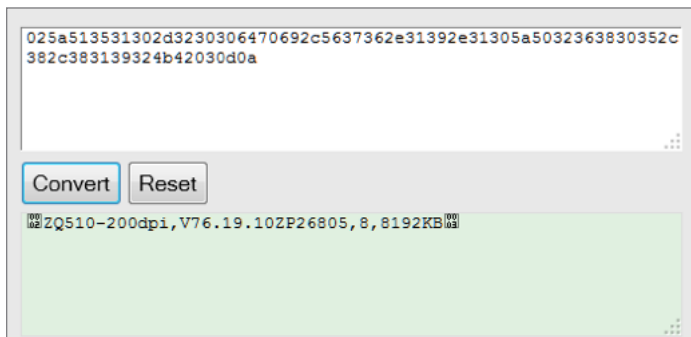 025a513531302d3230306470692c5637362e31392e31305a5032363830352c
382c383139324b42030d0a
Convert Reset
ZQ510-200dpi,V76.19.10ZP26805,8,8192KB